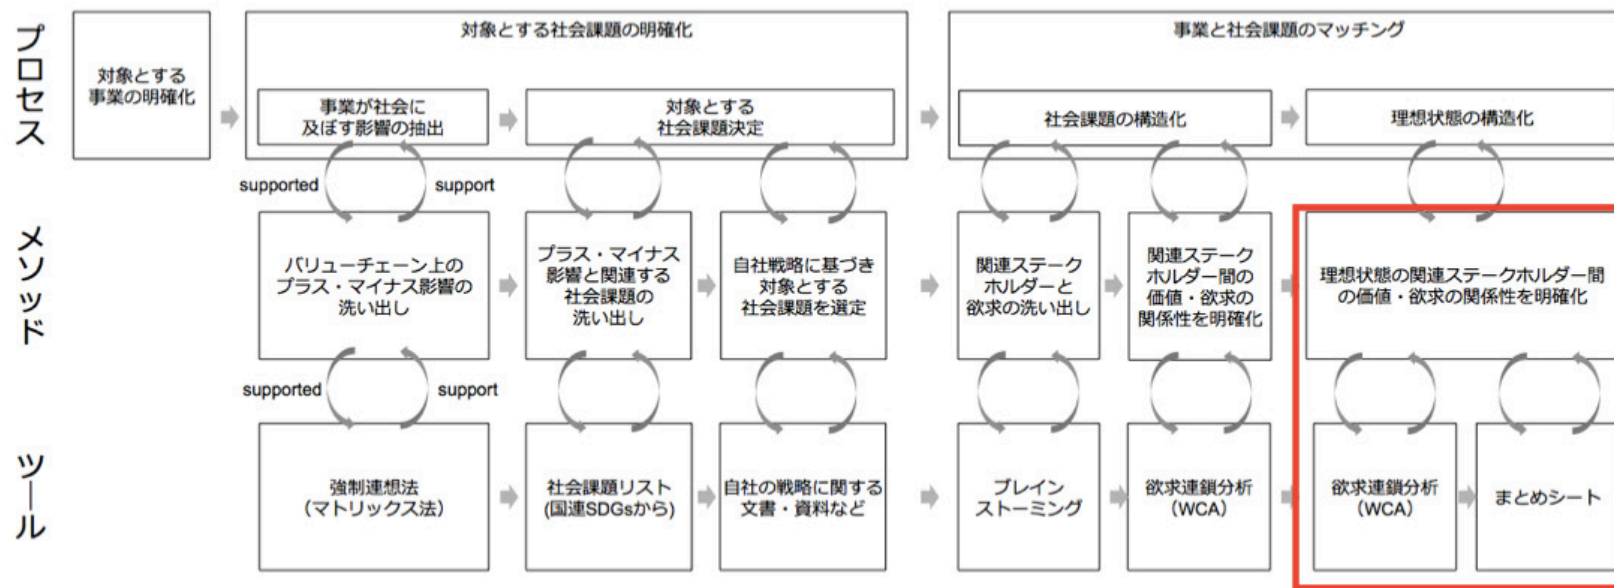 プロセス
対象とする
事業の明確化
対象とする社会課題の明確化
事業が社会に
及ぼす影響の抽出
対象とする
社会課題決定
事業と社会課題のマッチング
社会課題の構造化
理想状態の構造化
supported
support
メソッド
バリューチェーン上の
プラス・マイナス影響の
洗い出し
プラス・マイナス
影響と関連する
社会課題の
洗い出し
自社戦略に基づき
対象とする
社会課題を選定
関連ステーク
ホルダーと
欲求の洗い出し
関連ステーク
ホルダー間の
価値・欲求の
関係性を明確化
理想状態の関連ステークホルダー間
の価値・欲求の関係性を明確化
supported
support
ツール
強制連想法
（マトリックス法）
社会課題リスト
(国連SDGsから)
自社の戦略に関する
文書・資料など
ブレイン
ストーミング
欲求連鎖分析
（WCA）
欲求連鎖分析
（WCA）
まとめシート